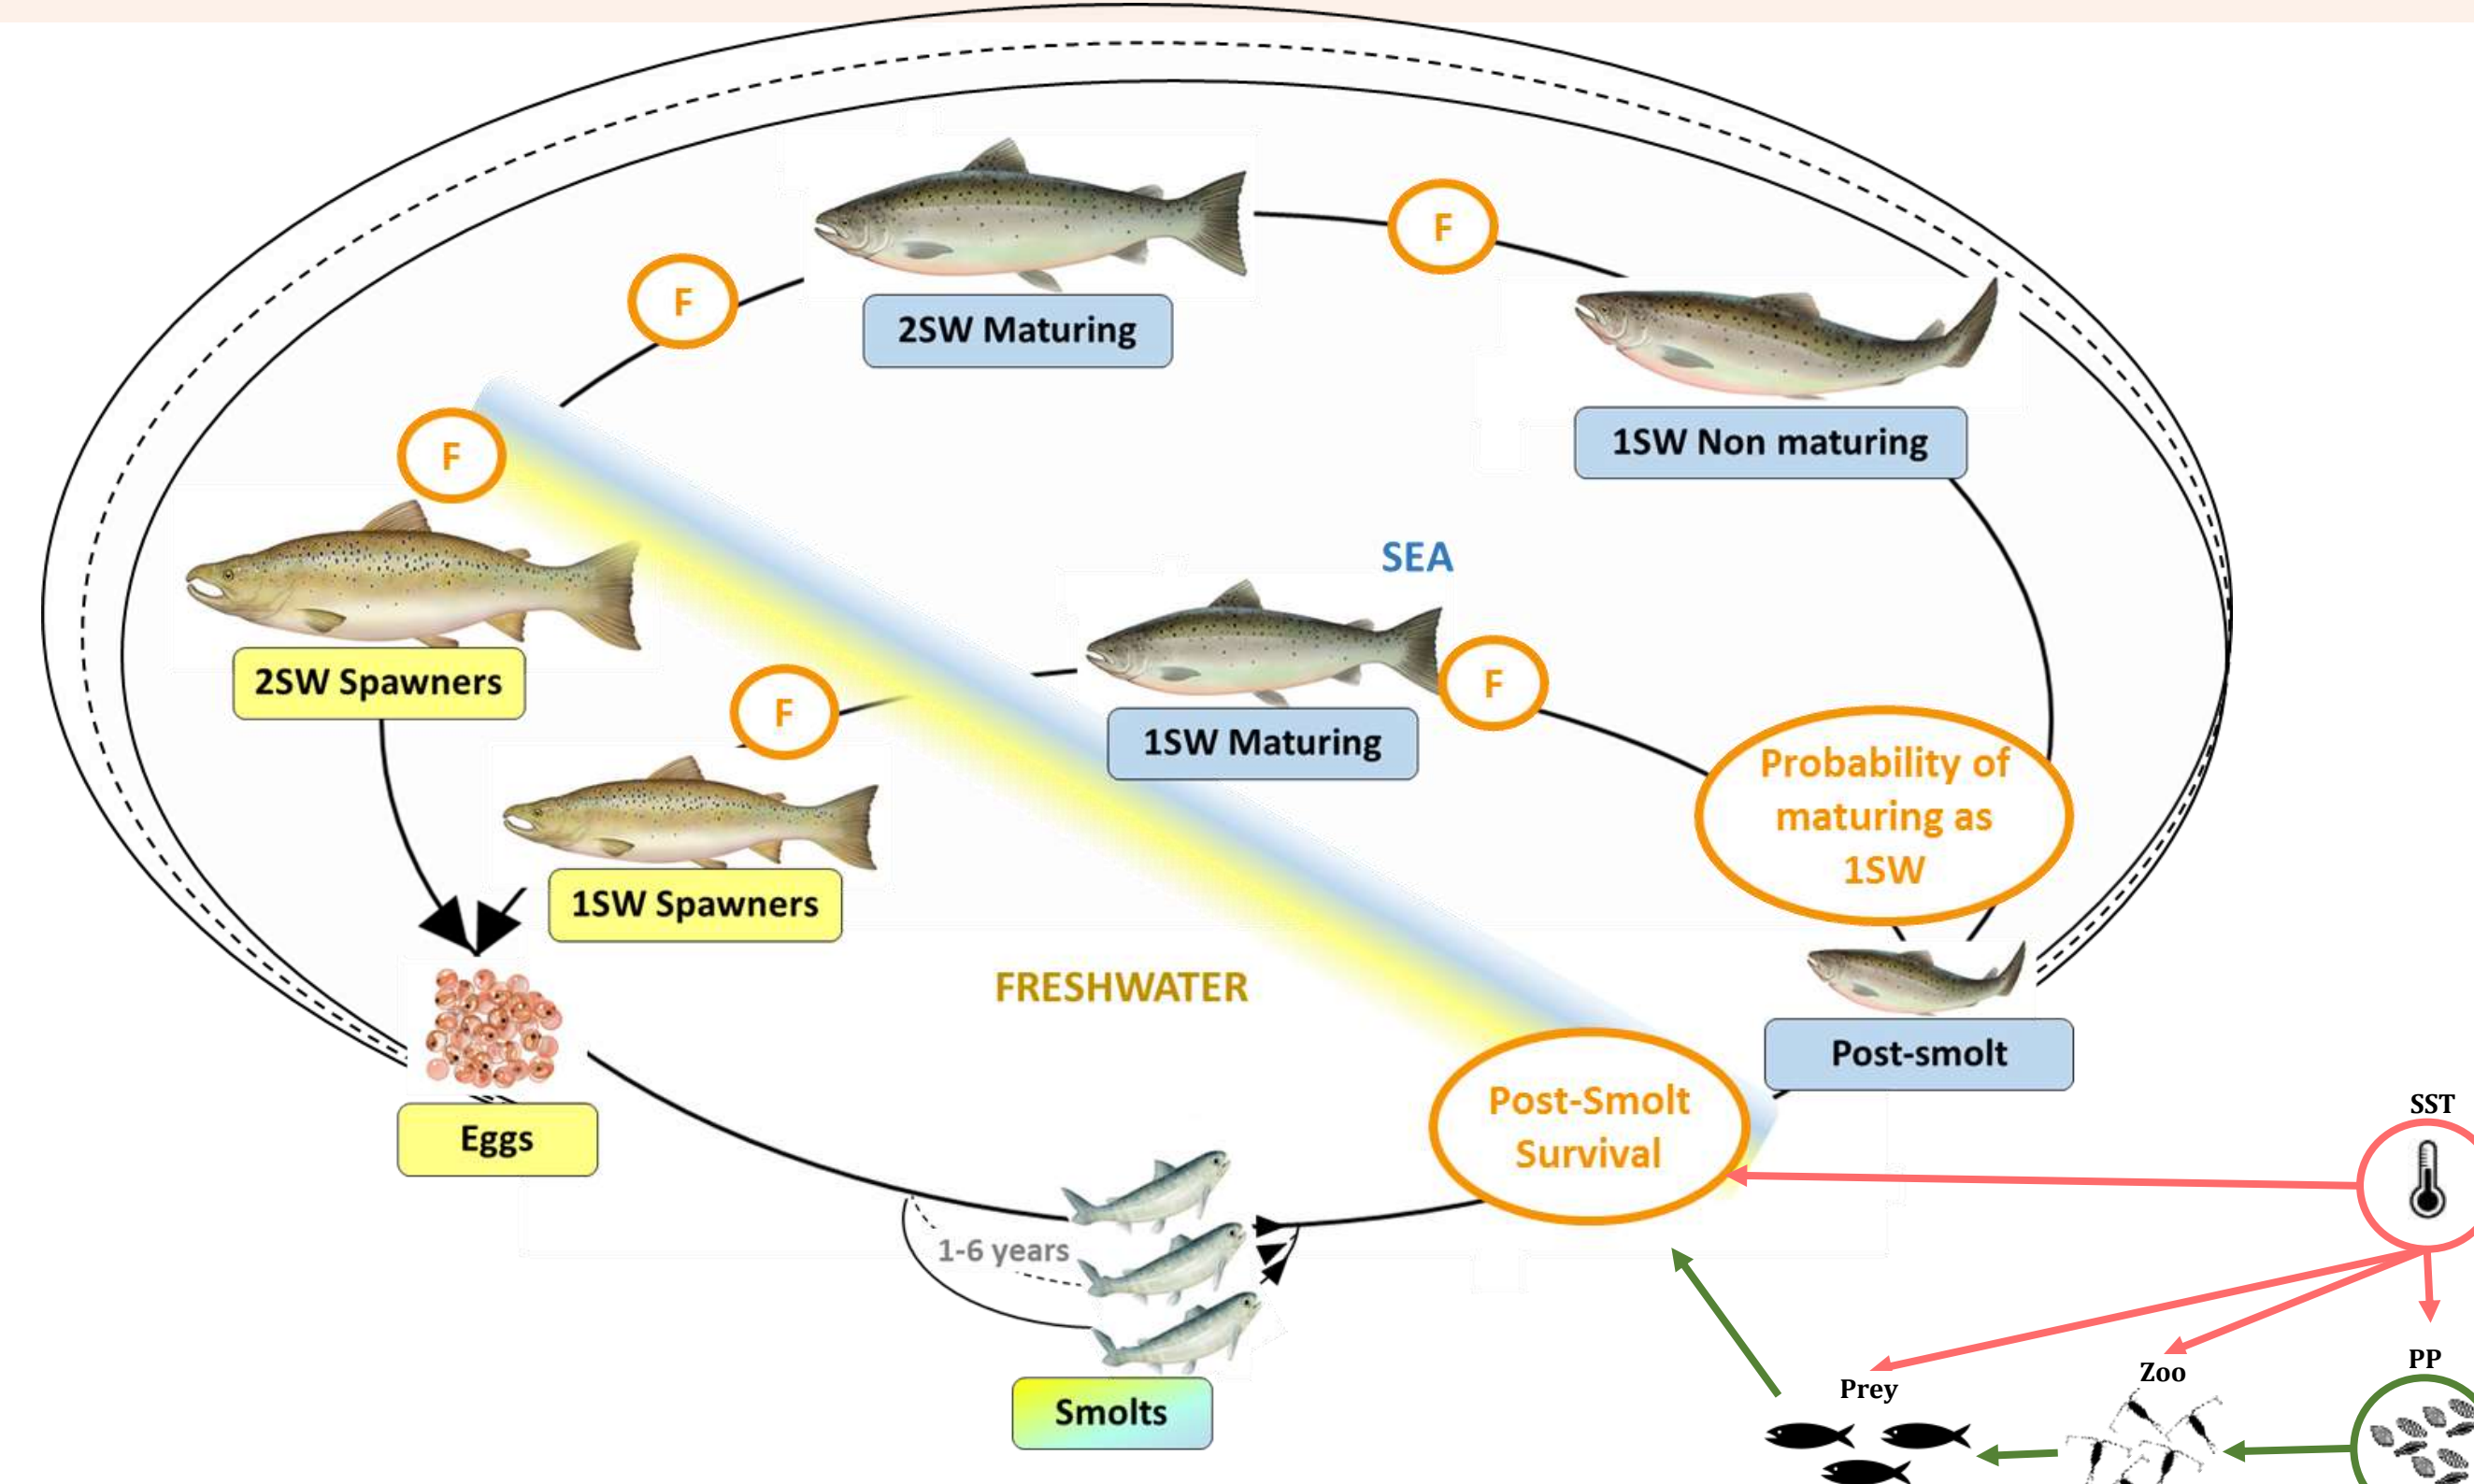 F
2SW Maturing
F
1SW Non maturing
F
SEA
2SW Spawners
F
1SW Maturing
F
Probability of
maturing as
1SW
1SW Spawners
FRESHWATER
Post-smolt
Eggs
Post-Smolt
Survival
SST
1-6 years
Smolts
Prey
Zoo
PP